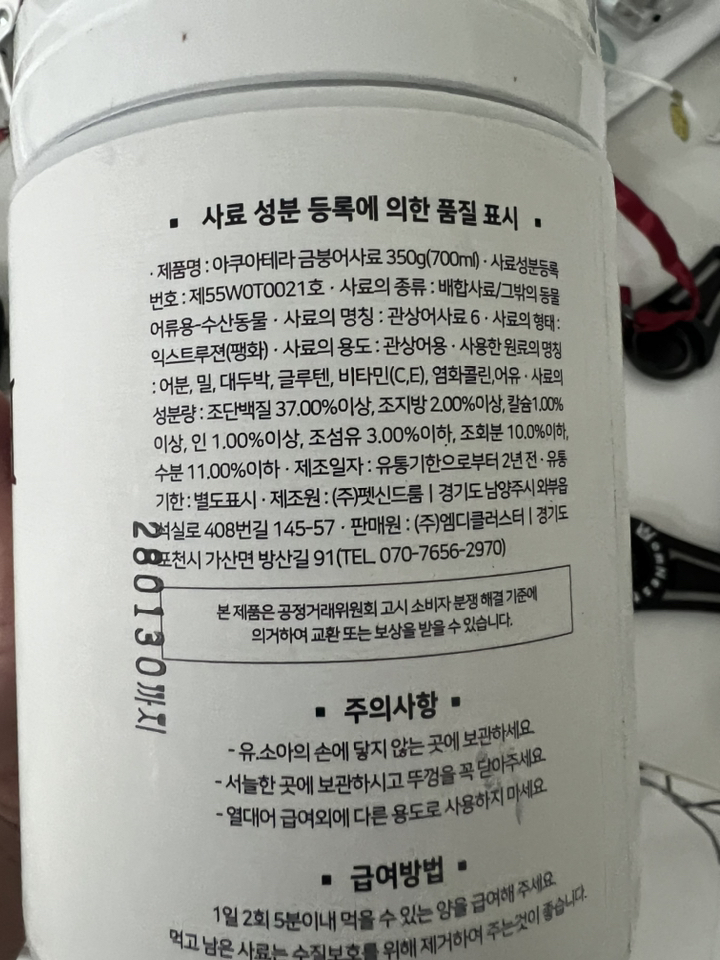 ▪ 사료 성분 등록에 의한 품질 표시 ▪
· 제품명 : 아쿠아테라 금붕어사료 350g(700ml) · 사료성분등록
번호 : 제55W0T0021호 · 사료의 종류 : 배합사료/그밖의 동물
어류용-수산동물 · 사료의 명칭 : 관상어사료 6 · 사료의 형태 :
익스트루젼(팽화) · 사료의 용도 : 관상어용 · 사용한 원료의 명칭
: 어분, 밀, 대두박, 글루텐, 비타민(C,E), 염화콜린,어유 · 사료의
성분량 : 조단백질 37.00%이상, 조지방 2.00%이상, 칼슘1.00%
이상, 인 1.00%이상, 조섬유 3.00%이하, 조회분 10.0%이하,
수분 11.00%이하 · 제조일자 : 유통기한으로부터 2년 전 · 유통
기한 : 별도표시 · 제조원 : (주)펫신드룸 | 경기도 남양주시 와부읍
석실로 408번길 145-57 · 판매원 : (주)엠디클러스터 | 경기도
포천시 가산면 방산길 91(TEL. 070-7656-2970)
280130까지
본 제품은 공정거래위원회 고시 소비자 분쟁 해결 기준에
의거하여 교환 또는 보상을 받을 수 있습니다.
▪ 주의사항 ▪
- 유.소아의 손에 닿지 않는 곳에 보관하세요.
- 서늘한 곳에 보관하시고 뚜껑을 꼭 닫아주세요.
- 열대어 급여외에 다른 용도로 사용하지 마세요.
▪ 급여방법 ▪
1일 2회 5분이내 먹을 수 있는 양을 급여해 주세요.
먹고 남은 사료는 수질보호를 위해 제거하여 주는것이 좋습니다.